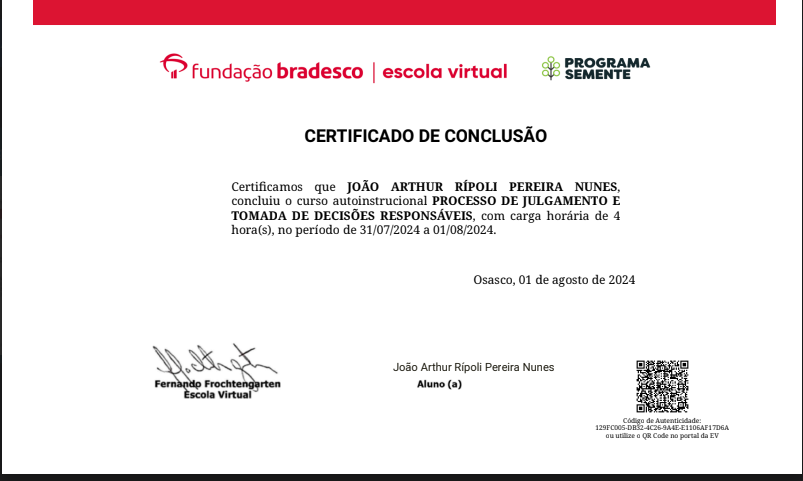 fundação bradesco | escola virtual
PROGRAMA
SEMENTE
CERTIFICADO DE CONCLUSÃO
Certificamos que JOÃO ARTHUR RÍPOLI PEREIRA NUNES,
concluiu o curso autoinstrucional PROCESSO DE JULGAMENTO E
TOMADA DE DECISÕES RESPONSÁVEIS, com carga horária de 4
hora(s), no período de 31/07/2024 a 01/08/2024.
Osasco, 01 de agosto de 2024
Fernando Frochtengarten
Escola Virtual
João Arthur Rípoli Pereira Nunes
Aluno (a)
Código de Autenticidade:
129FC005-DB32-4C26-9A4E-E1106AF17D6A
ou utilize o QR Code no portal da EV